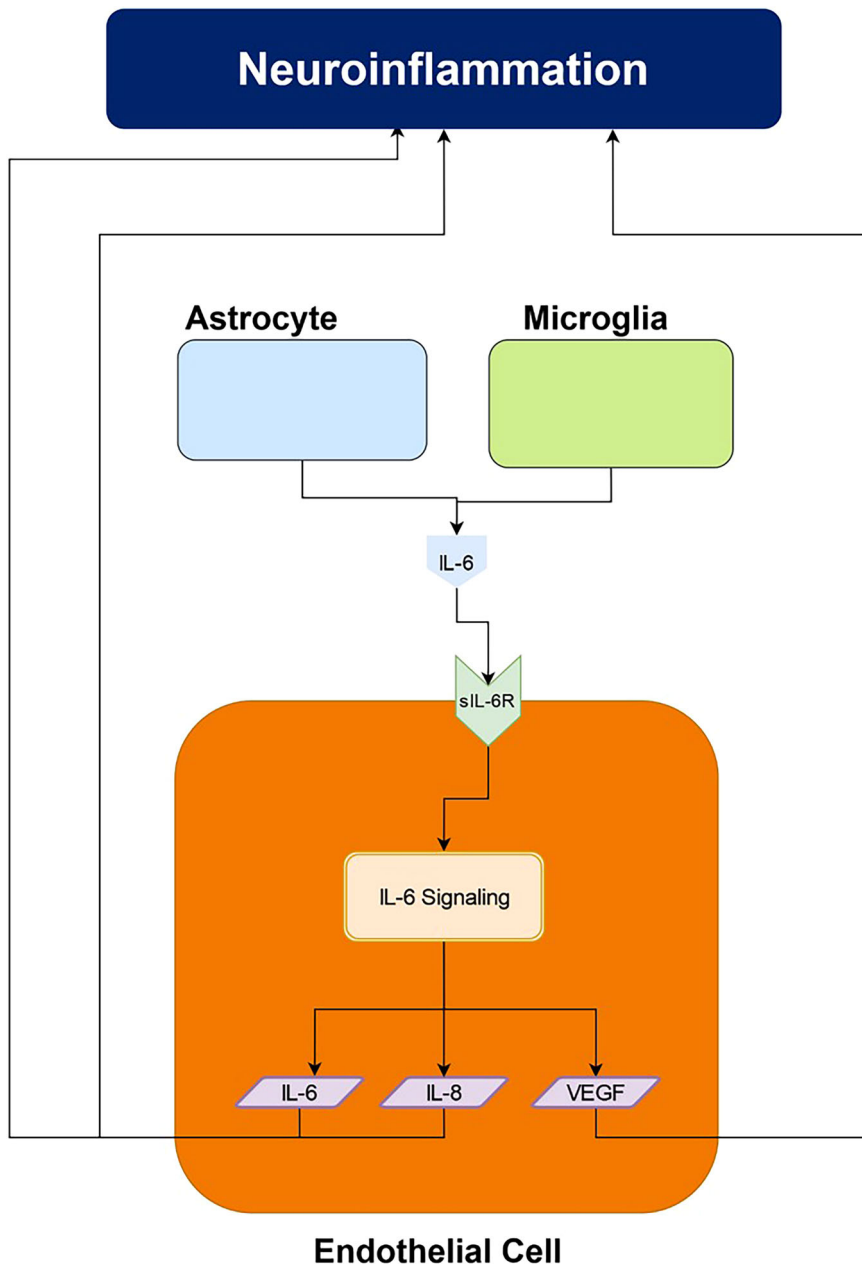 Neuroinflammation
Astrocyte
Microglia
IL-6
sIL-6R
IL-6 Signaling
IL-6
IL-8
VEGF
Endothelial Cell